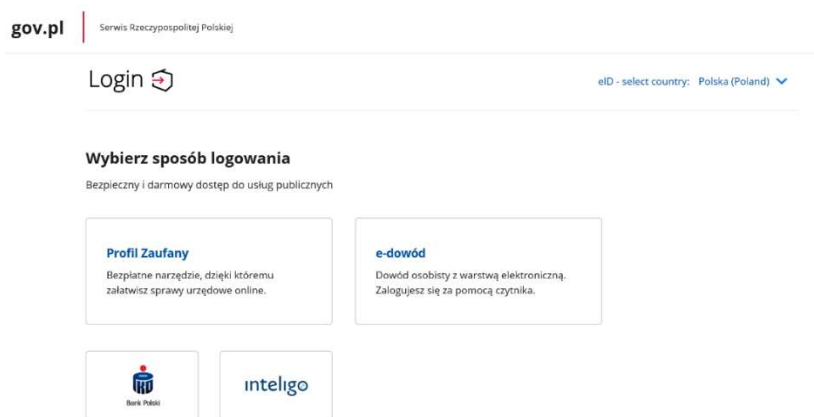 gov.pl
Serwis Rzeczypospolitej Polskiej
Login
eID - select country: Polska (Poland)
Wybierz sposób logowania
Bezpieczny i darmowy dostęp do usług publicznych
Profil Zaufany
Bezpłatne narzędzie, dzięki któremu
załatwisz sprawy urzędowe online.
e-dowód
Dowód osobisty z warstwą elektroniczną.
Zalogujesz się za pomocą czytnika.
PKO
Bank Polski
inteligo